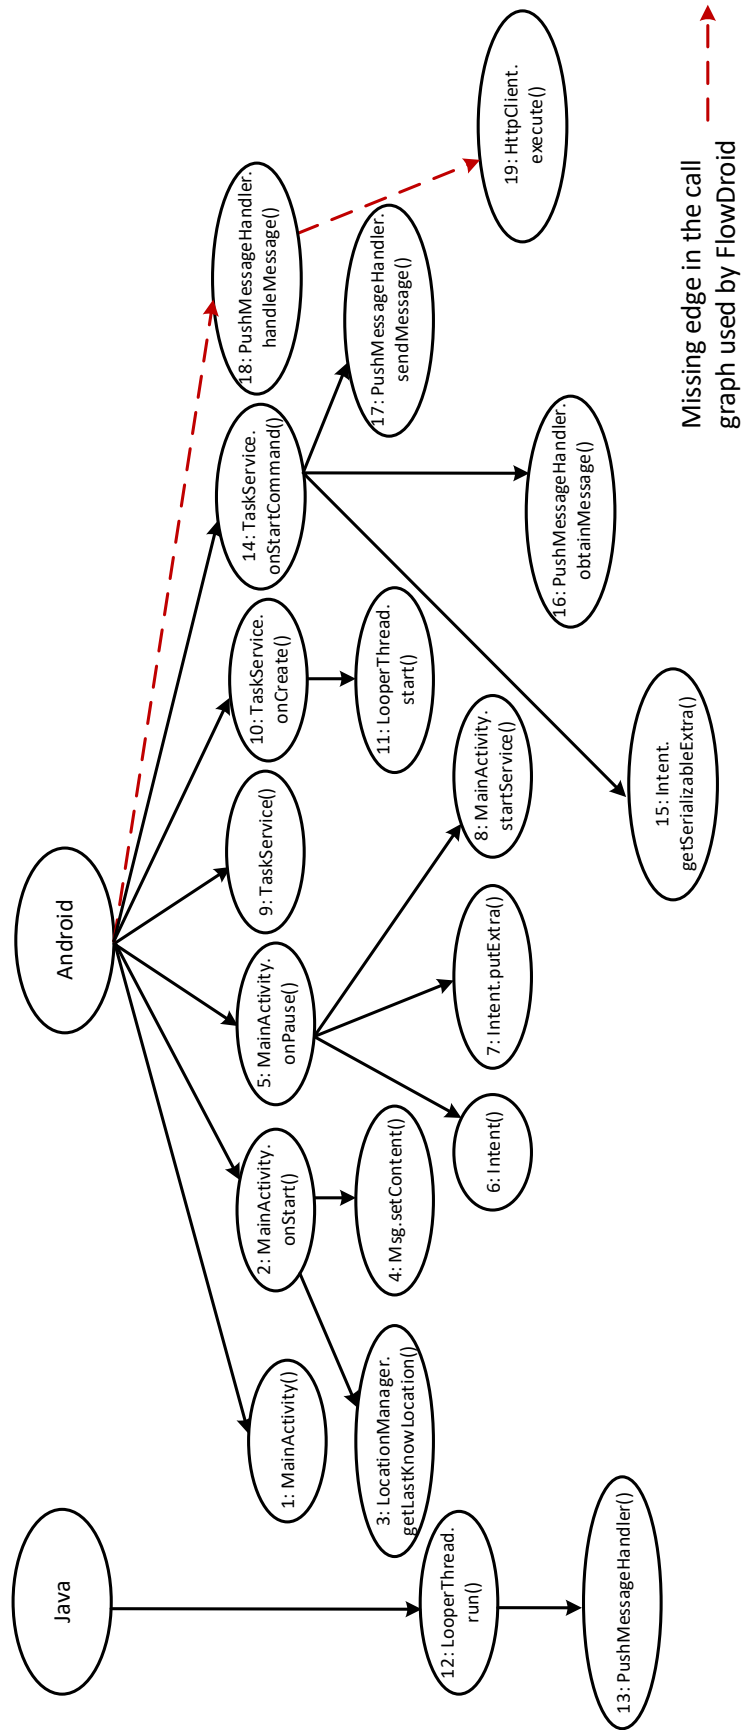 Java
Android
1: MainActivity()
2: MainActivity.
onStart()
3: LocationManager.
getLastKnowLocation()
4: Msg.setContent()
5: MainActivity.
onPause()
6: Intent()
7: Intent.putExtra()
8: MainActivity.
startService()
9: TaskService()
10: TaskService.
onCreate()
11: LooperThread.
start()
12: LooperThread.
run()
13: PushMessageHandler()
14: TaskService.
onStartCommand()
15: Intent.
getSerializableExtra()
16: PushMessageHandler.
obtainMessage()
17: PushMessageHandler.
sendMessage()
18: PushMessageHandler.
handleMessage()
19: HttpClient.
execute()
Missing edge in the call
graph used by FlowDroid